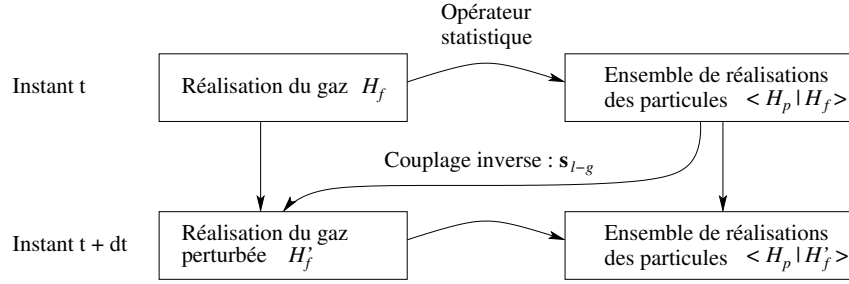 Opérateur
statistique
Instant t
Réalisation du gaz H_f
Ensemble de réalisations
des particules < H_p | H_f >
Couplage inverse : s_{l-g}
Instant t + dt
Réalisation du gaz
perturbée H'_f
Ensemble de réalisations
des particules < H_p | H'_f >